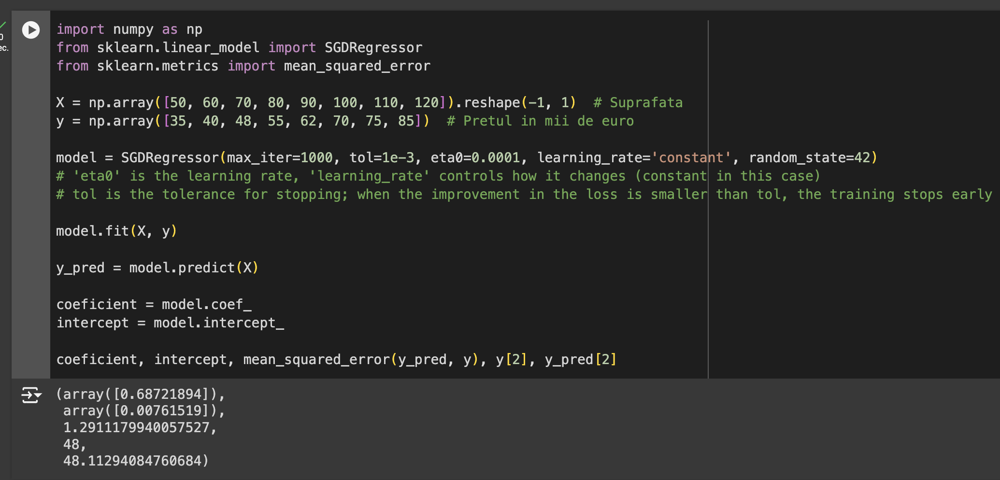 0
ec.
import numpy as np
from sklearn.linear_model import SGDRegressor
from sklearn.metrics import mean_squared_error
X = np.array([50, 60, 70, 80, 90, 100, 110, 120]).reshape(-1, 1)  # Suprafata
y = np.array([35, 40, 48, 55, 62, 70, 75, 85])  # Pretul in mii de euro
model = SGDRegressor(max_iter=1000, tol=1e-3, eta0=0.0001, learning_rate='constant', random_state=42)
# 'eta0' is the learning rate, 'learning_rate' controls how it changes (constant in this case)
# tol is the tolerance for stopping; when the improvement in the loss is smaller than tol, the training stops early
model.fit(X, y)
y_pred = model.predict(X)
coeficient = model.coef_
intercept = model.intercept_
coeficient, intercept, mean_squared_error(y_pred, y), y[2], y_pred[2]
(array([0.68721894]),
array([0.00761519]),
1.2911179940057527,
48,
48.11294084760684)